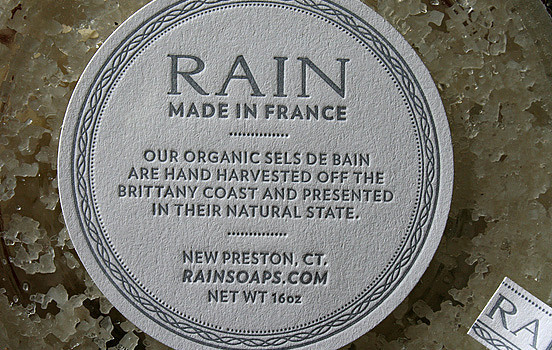 RAIN
MADE IN FRANCE
OUR ORGANIC SELS DE BAIN
ARE HAND HARVESTED OFF THE
BRITTANY COAST AND PRESENTED
IN THEIR NATURAL STATE.
NEW PRESTON, CT.
RAINSOAPS.COM
NET WT 16oz
RA